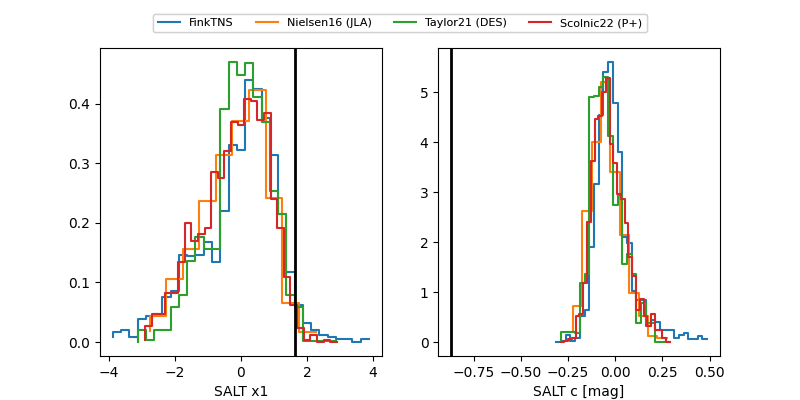 FinkTNS Nielsen16 (JLA) Taylor21 (DES) Scolnic22 (P+)
0.4
0.3
0.2
0.1
0.0
−4 −2 0 2 4
SALT x1
5
4
3
2
1
0
−0.75 −0.50 −0.25 0.00 0.25 0.50
SALT c [mag]